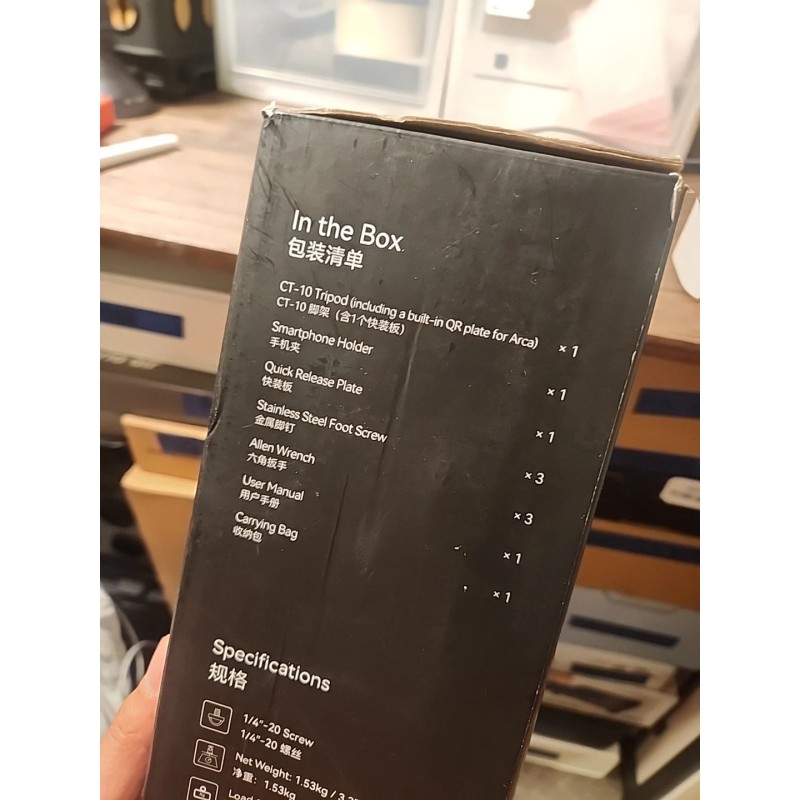 In the Box
包装清单
CT-10 Tripod (including a built-in QR plate for Arca) ×1
CT-10 脚架（含1个快装板）
Smartphone Holder ×1
手机夹
Quick Release Plate ×1
快装板
Stainless Steel Foot Screw ×3
金属脚钉
Allen Wrench ×3
六角扳手
User Manual ×1
用户手册
Carrying Bag ×1
收纳包
Specifications
规格
1/4"-20 Screw
1/4"-20 螺丝
Net Weight: 1.53kg /
净重：1.53kg
Load